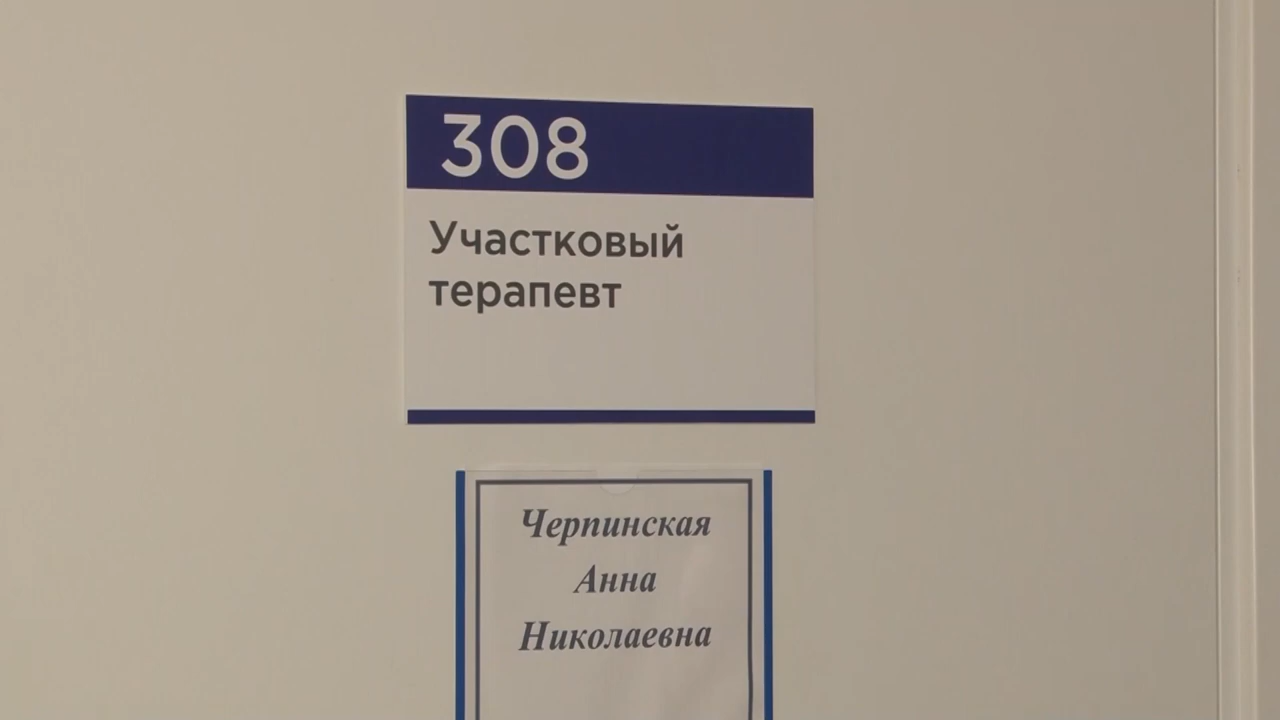 308
Участковый
терапевт
Черпинская
Анна
Николаевна